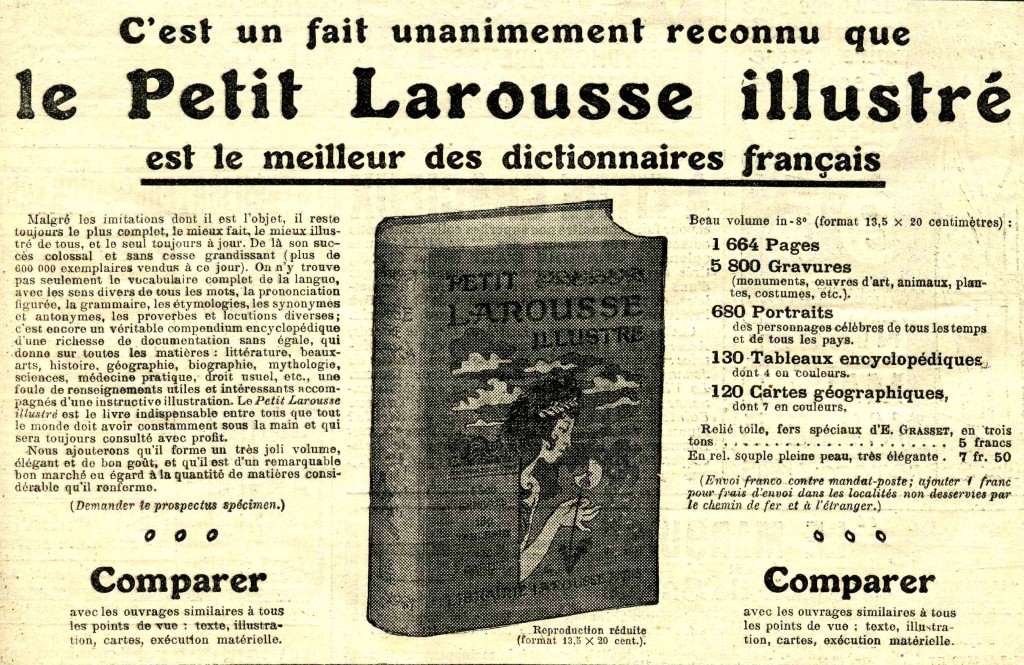 C'est un fait unanimement reconnu que
le Petit Larousse illustré
est le meilleur des dictionnaires français
Malgré les imitations dont il est l'objet, il reste
toujours le plus complet, le mieux fait, le mieux illus-
tré de tous, et le seul toujours à jour. De là son suc-
cès colossal et sans cesse grandissant (plus de
600 000 exemplaires vendus à ce jour). On n'y trouve
pas seulement le vocabulaire complet de la langue,
avec les sens divers de tous les mots, la prononciation
figurée, la grammaire, les étymologies, les synonymes
et antonymes, les proverbes et locutions diverses;
c'est encore un véritable compendium encyclopédique
d'une richesse de documentation sans égale, qui
donne sur toutes les matières : littérature, beaux-
arts, histoire, géographie, biographie, mythologie,
sciences, médecine pratique, droit usuel, etc., une
foule de renseignements utiles et intéressants accom-
pagnés d'une instructive illustration. Le Petit Larousse
illustré est le livre indispensable entre tous que tout
le monde doit avoir constamment sous la main et qui
sera toujours consulté avec profit.
Nous ajouterons qu'il forme un très joli volume,
élégant et de bon goût, et qu'il est d'un remarquable
bon marché eu égard à la quantité de matières consi-
dérable qu'il renferme.
(Demander le prospectus spécimen.)
Comparer
avec les ouvrages similaires à tous
les points de vue : texte, illustra-
tion, cartes, exécution matérielle.
PETIT
LAROUSSE
ILLUSTRÉ
LIBRAIRIE LAROUSSE
Reproduction réduite
(format 13,5 × 20 cent.).
Beau volume in-8° (format 13,5 × 20 centimètres) :
1 664 Pages
5 800 Gravures
(monuments, œuvres d'art, animaux, plan-
tes, costumes, etc.).
680 Portraits
des personnages célèbres de tous les temps
et de tous les pays.
130 Tableaux encyclopédiques,
dont 4 en couleurs.
120 Cartes géographiques,
dont 7 en couleurs.
Relié toile, fers spéciaux d'E. GRASSET, en trois
tons . . . . . . . . . . . . . . . . . . . . 5 francs
En rel. souple pleine peau, très élégante . 7 fr. 50
(Envoi franco contre mandat-poste; ajouter 1 franc
pour frais d'envoi dans les localités non desservies par
le chemin de fer et à l'étranger.)
Comparer
avec les ouvrages similaires à tous
les points de vue : texte, illustra-
tion, cartes, exécution matérielle.